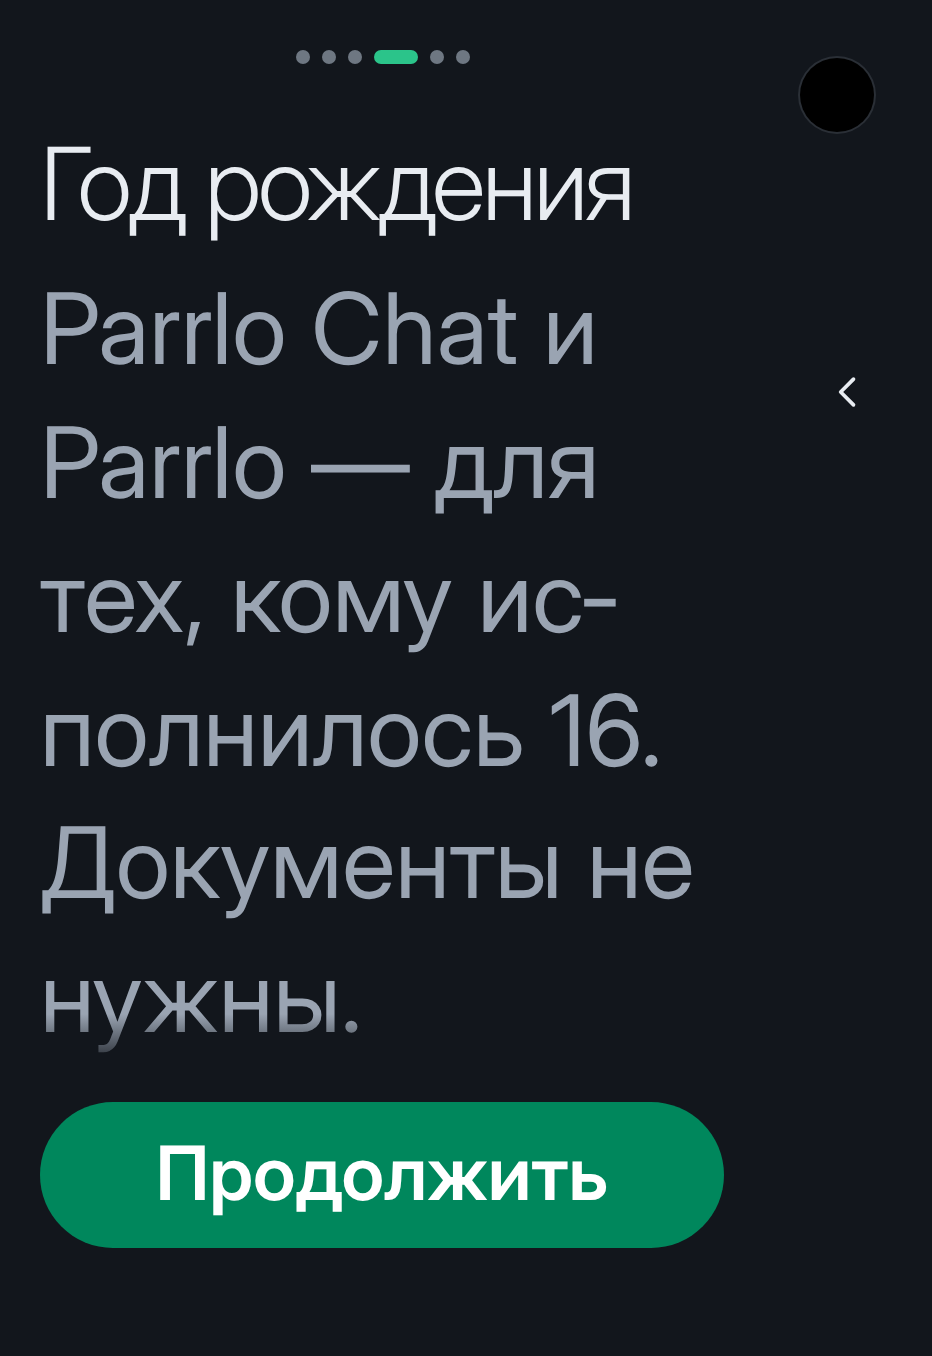 Год рождения
Parrlo Chat и
Parrlo — для
тех, кому ис-
полнилось 16.
Документы не
нужны.
Продолжить